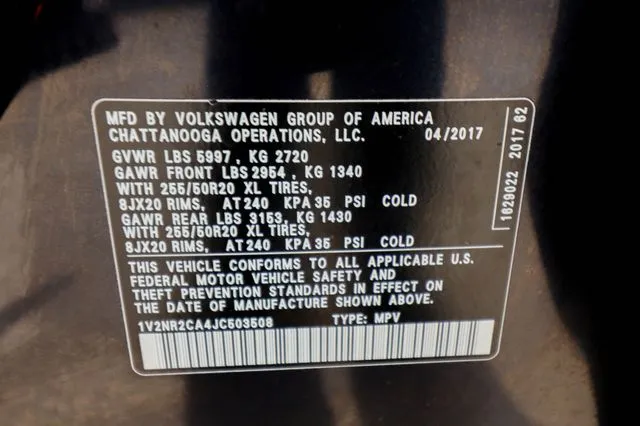 MFD BY VOLKSWAGEN GROUP OF AMERICA
CHATTANOOGA OPERATIONS, LLC. 04/2017
GVWR LBS 5997, KG 2720
GAWR FRONT LBS 2954, KG 1340
WITH 255/50R20 XL TIRES,
8JX20 RIMS, AT 240 KPA 35 PSI COLD
GAWR REAR LBS 3153, KG 1430
WITH 255/50R20 XL TIRES,
8JX20 RIMS, AT 240 KPA 35 PSI COLD
THIS VEHICLE CONFORMS TO ALL APPLICABLE U.S.
FEDERAL MOTOR VEHICLE SAFETY AND
THEFT PREVENTION STANDARDS IN EFFECT ON
THE DATE OF MANUFACTURE SHOWN ABOVE.
1V2NR2CA4JC503508 TYPE: MPV
1629022 2017 62